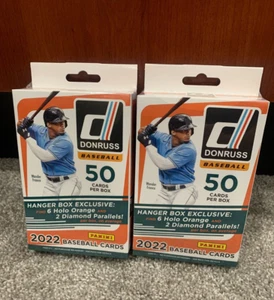 DONRUSS
BASEBALL
50
CARDS
PER BOX
HANGER BOX EXCLUSIVE:
6 Holo Orange
2 Diamond Parallels!
PANINI
2022 BASEBALL CARDS
DONRUSS
BASEBALL
50
CARDS
PER BOX
HANGER BOX EXCLUSIVE:
6 Holo Orange
2 Diamond Parallels!
PANINI
2022 BASEBALL CARDS